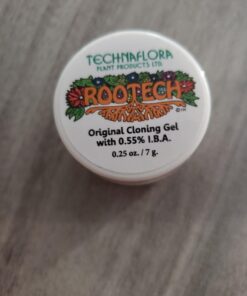 TECHNAFLORA
PLANT PRODUCTS LTD.
ROOTECH
Original Cloning Gel
with 0.55% I.B.A.
0.25 oz. / 7 g.